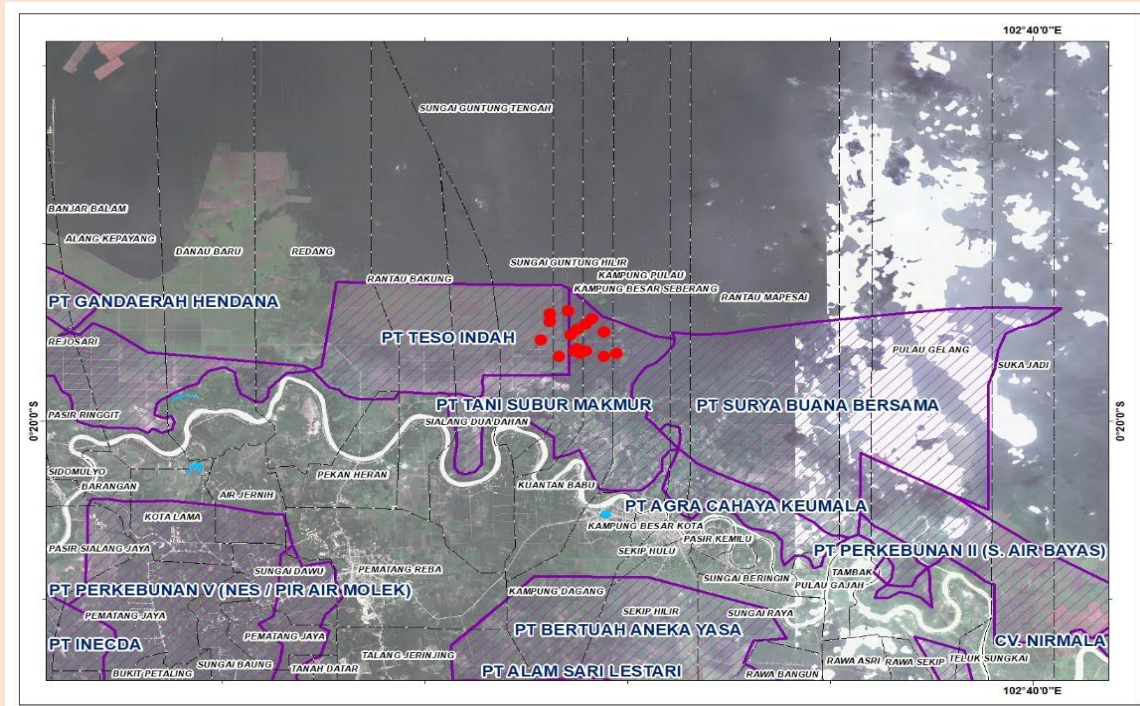 102°40'0"E
SUNGAI GUNTUNG TENGAH
BANJAR BALAM
ALANG KEPAYANG
DANAU BARU
REDANG
SUNGAI GUNTUNG HILIR
KAMPUNG PULAU
RANTAU BAKUNG
KAMPUNG BESAR SEBERANG
RANTAU MAPESAI
PT GANDAERAH HENDANA
PT TESO INDAH
REJOSARI
PULAU GELANG
SUKA JADI
PT TANI SUBUR MAKMUR
PT SURYA BUANA BERSAMA
PASIR RINGGIT
SIALANG DUA DAHAN
0°20'0"S
0°20'0"S
SIDOMULYO
BARANGAN
AIR JERNIH
PEKAN HERAN
KUANTAN BABU
KOTA LAMA
PT AGRA CAHAYA KEUMALA
KAMPUNG BESAR KOTA
PASIR KEMILU
PASIR SIALANG JAYA
SEKIP HULU
PT PERKEBUNAN II (S. AIR BAYAS)
SUNGAI DAWU
PEMATANG REBA
SUNGAI BERINGIN
TAMBAK
PULAU GAJAH
PT PERKEBUNAN V (NES / PIR AIR MOLEK)
KAMPUNG DAGANG
PEMATANG JAYA
SEKIP HILIR
SUNGAI RAYA
PT BERTUAH ANEKA YASA
PT INECDA
PEMATANG JAYA
CV. NIRMALA
TALANG JERINJING
SUNGAI BAUNG
TANAH DATAR
BUKIT PETALING
PT ALAM SARI LESTARI
RAWA BANGUN
RAWA ASRI
RAWA SEKIP
TELUK SUNGKAI
102°40'0"E